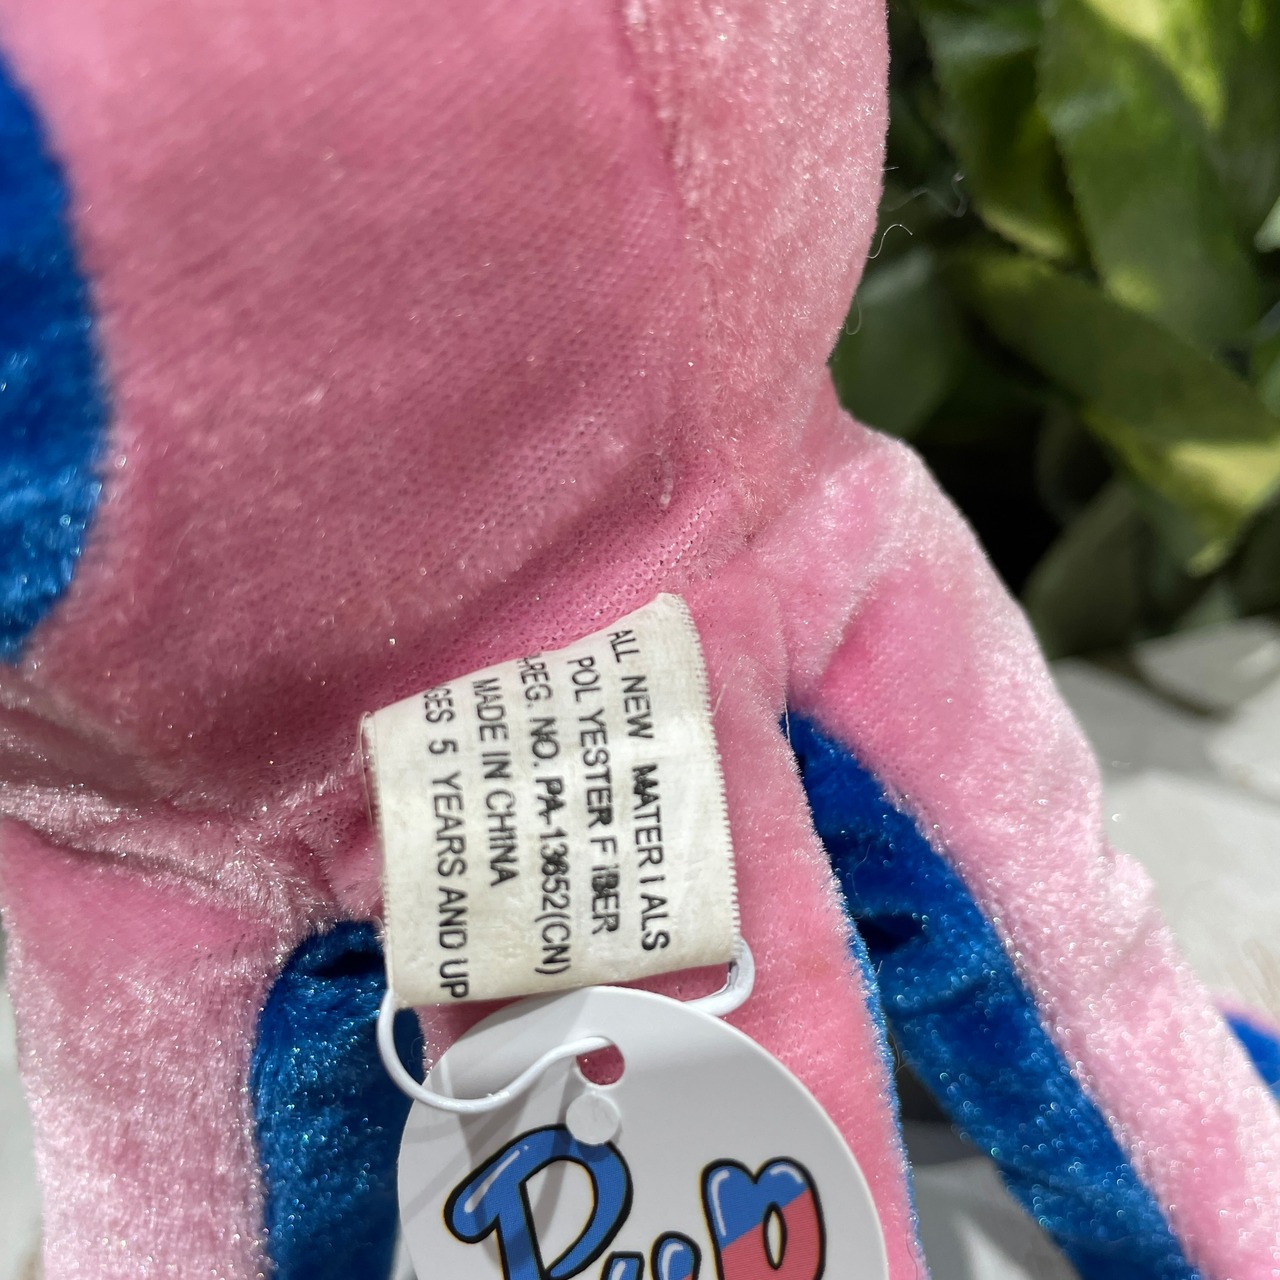 ALL NEW MATERIALS
POLYESTER FIBER
REG. NO. PA-13652(CN)
MADE IN CHINA
GES 5 YEARS AND UP